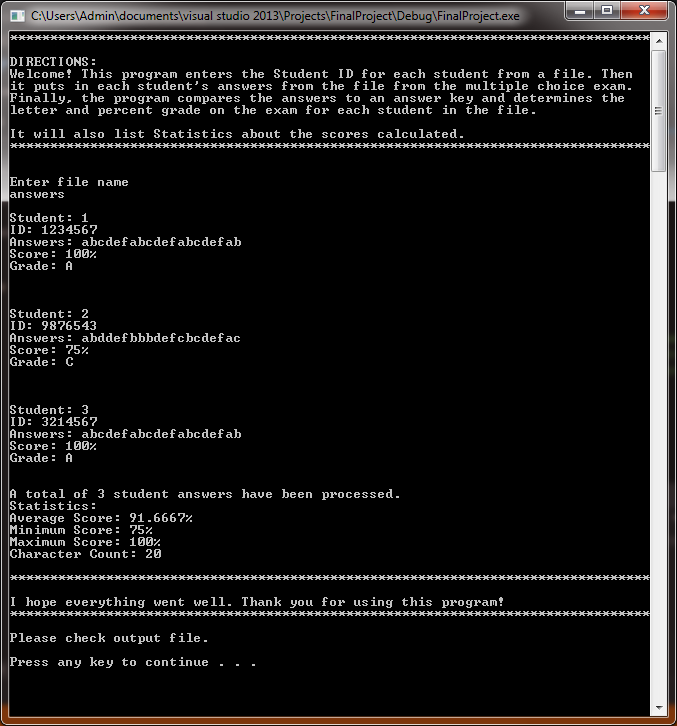 C:\Users\Admin\documents\visual studio 2013\Projects\FinalProject\Debug\FinalProject.exe
********************************************************************************
DIRECTIONS:
Welcome! This program enters the Student ID for each student from a file. Then
it puts in each student's answers from the file from the multiple choice exam.
Finally, the program compares the answers to an answer key and determines the
letter and percent grade on the exam for each student in the file.
It will also list Statistics about the scores calculated.
********************************************************************************
Enter file name
answers
Student: 1
ID: 1234567
Answers: abcdefabcdefabcdefab
Score: 100%
Grade: A
Student: 2
ID: 9876543
Answers: abddefbbbdefcbcdefac
Score: 75%
Grade: C
Student: 3
ID: 3214567
Answers: abcdefabcdefabcdefab
Score: 100%
Grade: A
A total of 3 student answers have been processed.
Statistics:
Average Score: 91.6667%
Minimum Score: 75%
Maximum Score: 100%
Character Count: 20
********************************************************************************
I hope everything went well. Thank you for using this program!
********************************************************************************
Please check output file.
Press any key to continue . . .